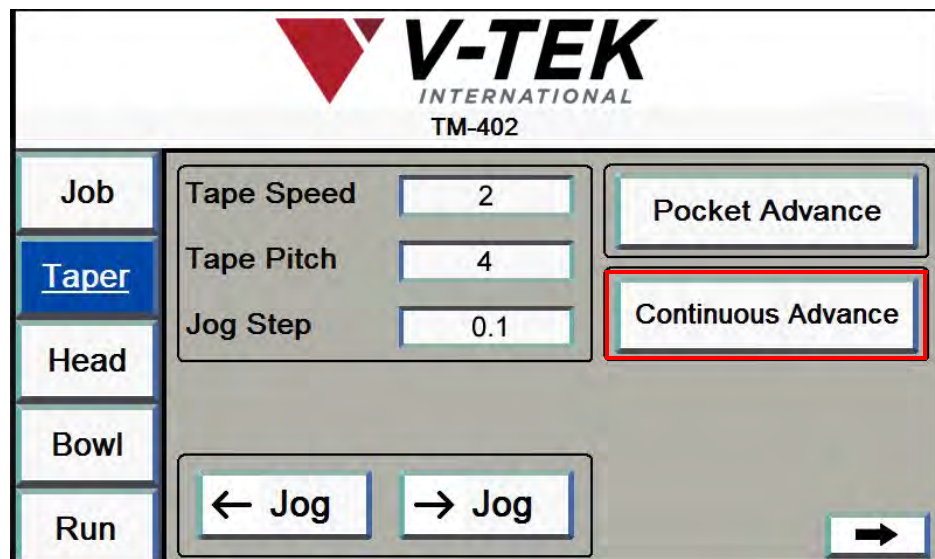 V-TEK
INTERNATIONAL
TM-402
Job
Taper
Head
Bowl
Run
Tape Speed 2
Tape Pitch 4
Jog Step 0.1
Pocket Advance
Continuous Advance
← Jog
→ Jog